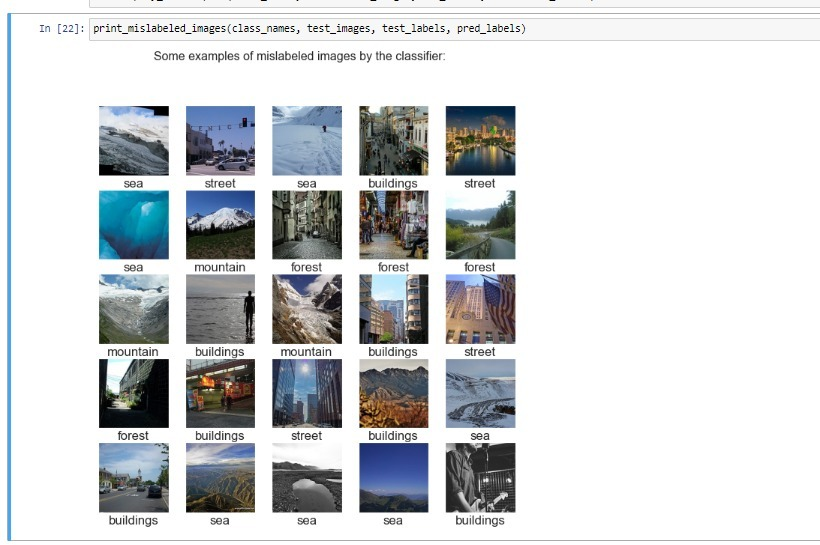 In [22]: print_mislabeled_images(class_names, test_images, test_labels, pred_labels)
Some examples of mislabeled images by the classifier:
sea street sea buildings street
sea mountain forest forest forest
mountain buildings mountain buildings street
forest buildings street buildings sea
buildings sea sea sea buildings